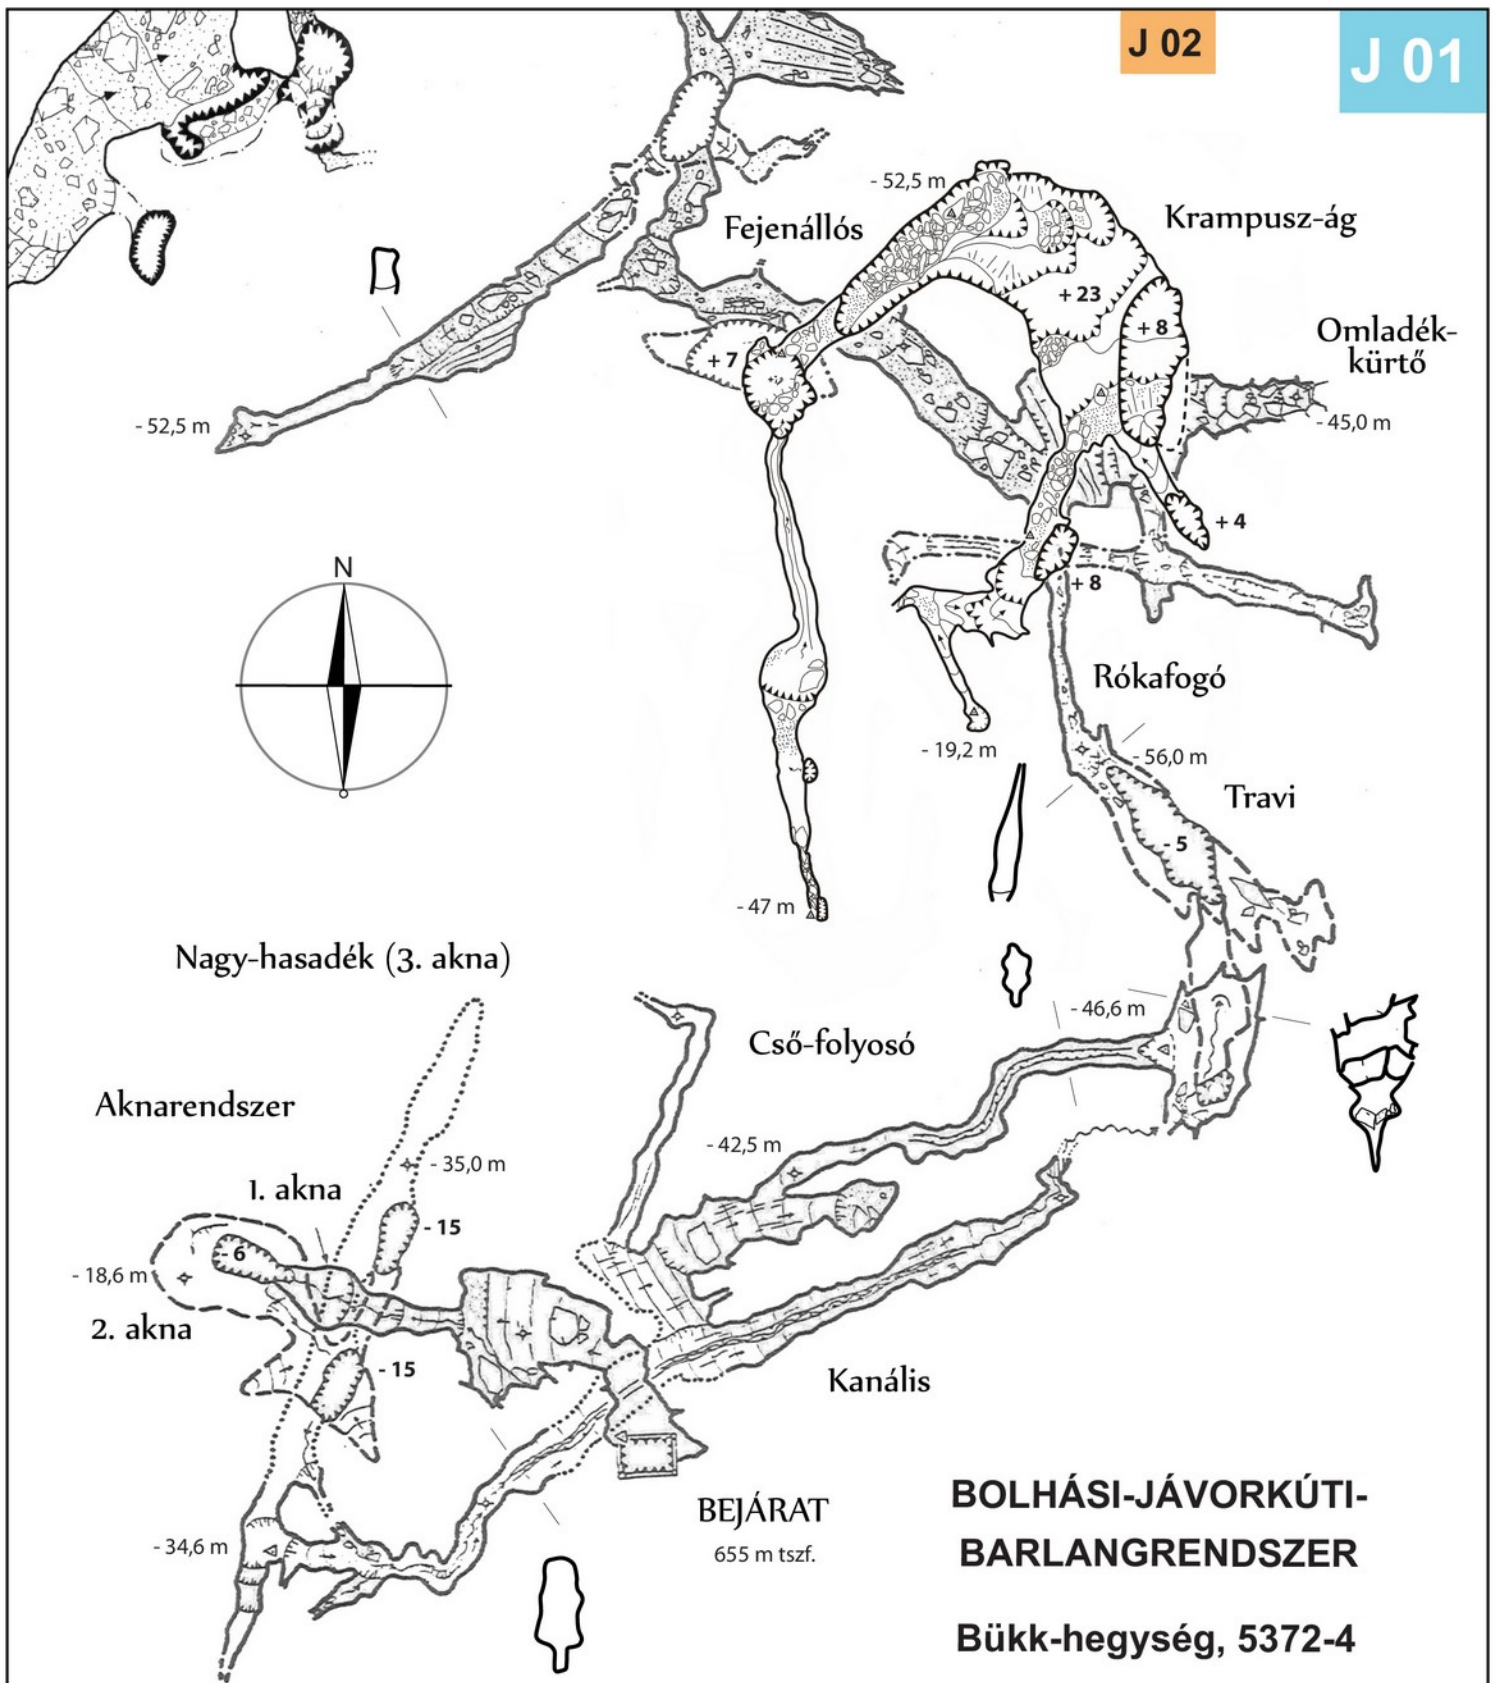 J 02
J 01
- 52,5 m
Fejenállós
Krampusz-ág
+ 23
+ 8
Omladék-
kürtő
+ 7
- 52,5 m
- 45,0 m
+ 4
N
+ 8
Rókafogó
- 19,2 m
- 56,0 m
Travi
- 5
- 47 m
Nagy-hasadék (3. akna)
- 46,6 m
Cső-folyosó
Aknarendszer
- 42,5 m
- 35,0 m
1. akna
- 15
- 6
- 18,6 m
2. akna
- 15
Kanális
BEJÁRAT
655 m tszf.
- 34,6 m
BOLHÁSI-JÁVORKÚTI-
BARLANGRENDSZER
Bükk-hegység, 5372-4